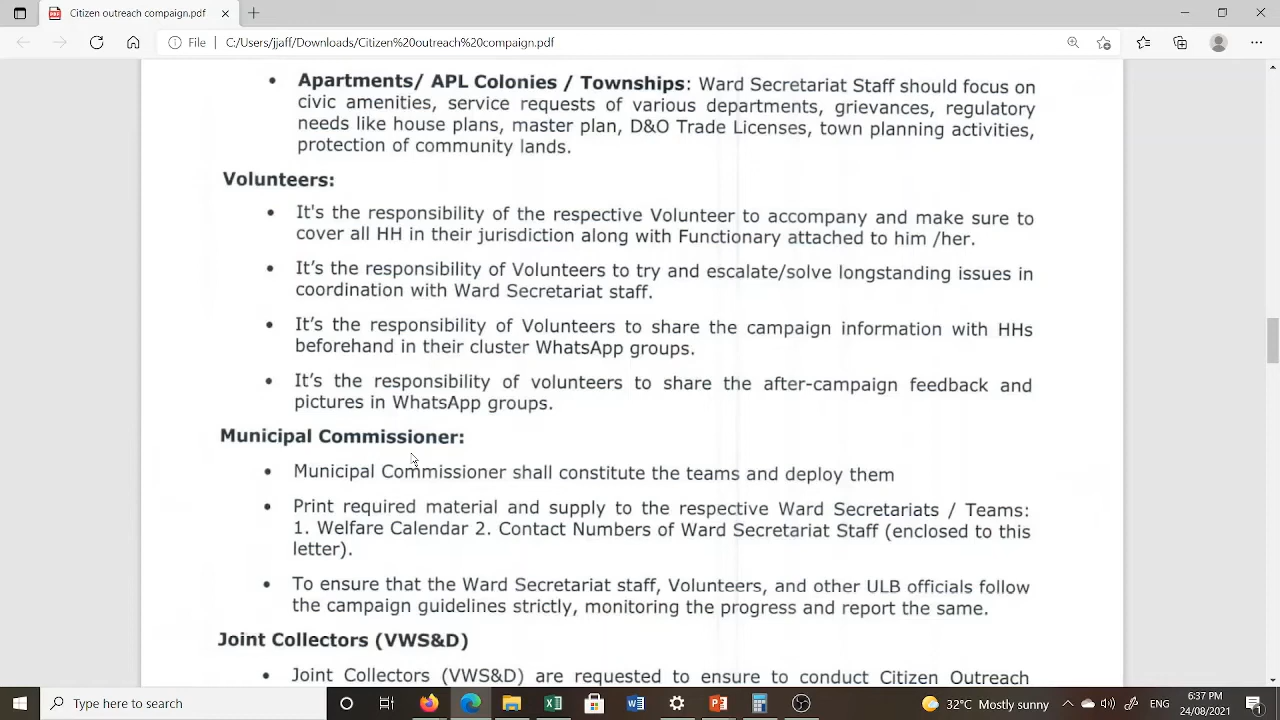 Citizen outreach compaign.pdf
File
C:/Users/jjaff/Downloads/Citizen%20outreach%20compaign.pdf
• Apartments/ APL Colonies / Townships: Ward Secretariat Staff should focus on
civic amenities, service requests of various departments, grievances, regulatory
needs like house plans, master plan, D&O Trade Licenses, town planning activities,
protection of community lands.
Volunteers:
• It's the responsibility of the respective Volunteer to accompany and make sure to
cover all HH in their jurisdiction along with Functionary attached to him /her.
• It's the responsibility of Volunteers to try and escalate/solve longstanding issues in
coordination with Ward Secretariat staff.
• It's the responsibility of Volunteers to share the campaign information with HHs
beforehand in their cluster WhatsApp groups.
• It's the responsibility of volunteers to share the after-campaign feedback and
pictures in WhatsApp groups.
Municipal Commissioner:
• Municipal Commissioner shall constitute the teams and deploy them
• Print required material and supply to the respective Ward Secretariats / Teams:
1. Welfare Calendar 2. Contact Numbers of Ward Secretariat Staff (enclosed to this
letter).
• To ensure that the Ward Secretariat staff, Volunteers, and other ULB officials follow
the campaign guidelines strictly, monitoring the progress and report the same.
Joint Collectors (VWS&D)
• Joint Collectors (VWS&D) are requested to ensure to conduct Citizen Outreach
Type here to search
33°C Mostly sunny
6:37 PM
24/08/2021